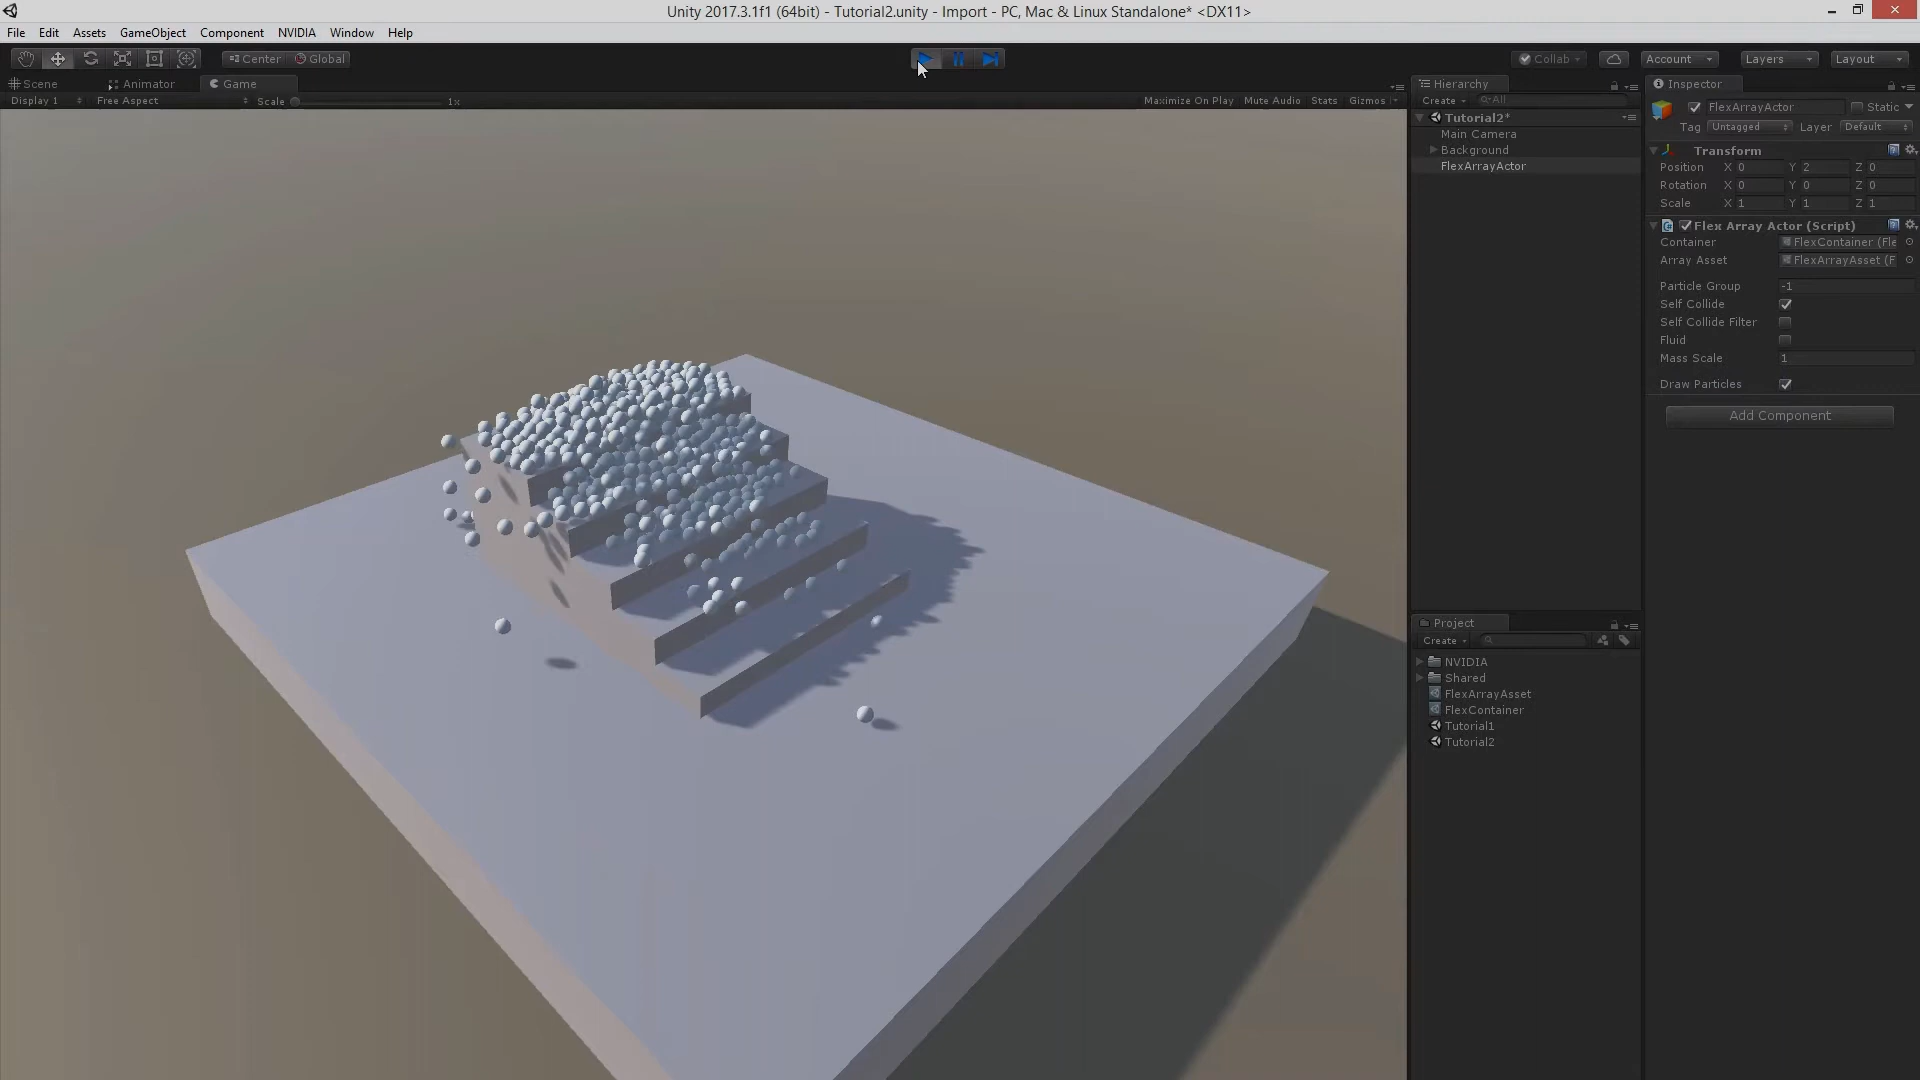 Unity 2017.3.1f1 (64bit) - Tutorial2.unity - Import - PC, Mac & Linux Standalone* <DX11>
File Edit Assets GameObject Component NVIDIA Window Help
Center Global Collab Account Layers Layout
Scene Animator Game
Display 1 Free Aspect Scale 1x Maximize On Play Mute Audio Stats Gizmos
Hierarchy
Create All
Tutorial2*
Main Camera
Background
FlexArrayActor
Project
Create
NVIDIA
Shared
FlexArrayAsset
FlexContainer
Tutorial1
Tutorial2
Inspector
FlexArrayActor Static
Tag Untagged Layer Default
Transform
Position X 0 Y 2 Z 0
Rotation X 0 Y 0 Z 0
Scale X 1 Y 1 Z 1
Flex Array Actor (Script)
Container FlexContainer (Fle
Array Asset FlexArrayAsset (F
Particle Group -1
Self Collide
Self Collide Filter
Fluid
Mass Scale 1
Draw Particles
Add Component